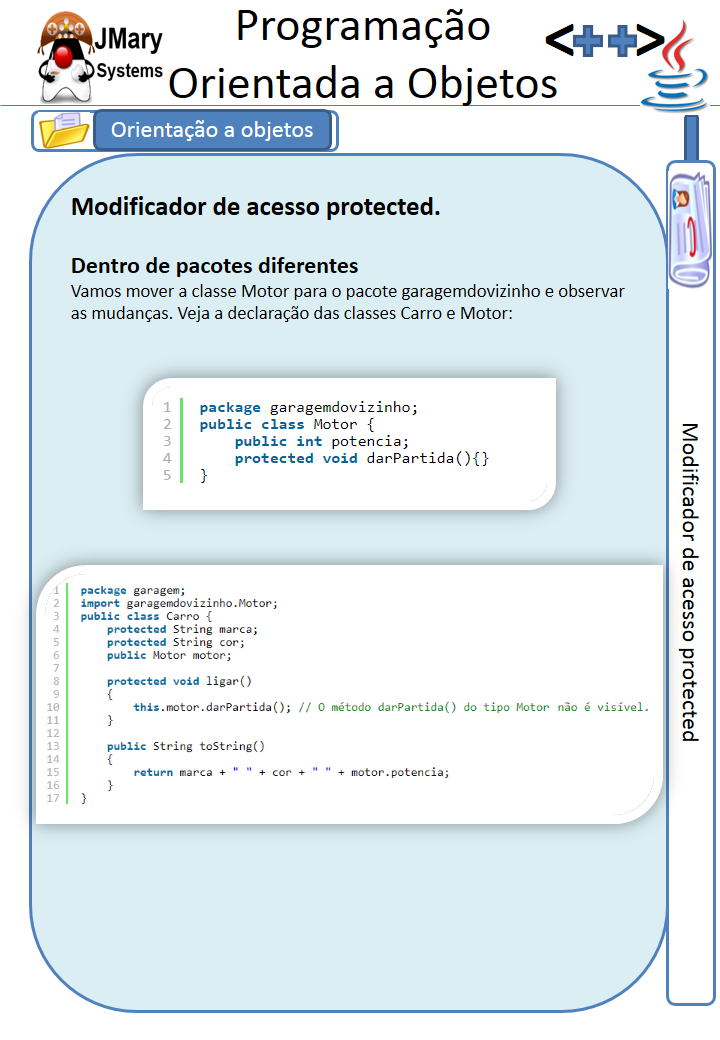 JMary
Systems
Programação
Orientada a Objetos
<++>
Orientação a objetos
Modificador de acesso protected.
Dentro de pacotes diferentes
Vamos mover a classe Motor para o pacote garagemdovizinho e observar
as mudanças. Veja a declaração das classes Carro e Motor:
1 package garagemdovizinho;
2 public class Motor {
3     public int potencia;
4     protected void darPartida(){}
5 }
1 package garagem;
2 import garagemdovizinho.Motor;
3 public class Carro {
4     protected String marca;
5     protected String cor;
6     public Motor motor;
7
8     protected void ligar()
9     {
10         this.motor.darPartida(); // O método darPartida() do tipo Motor não é visível.
11     }
12
13     public String toString()
14     {
15         return marca + " " + cor + " " + motor.potencia;
16     }
17 }
Modificador de acesso protected